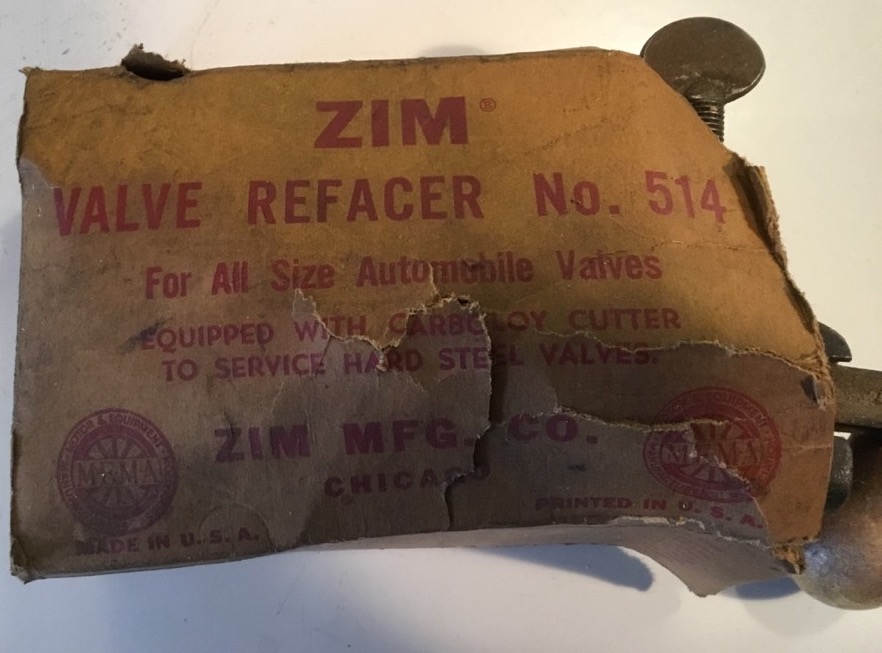 ZIM®
VALVE REFACER No. 514
For All Size Automobile Valves
EQUIPPED WITH CARBOLOY CUTTER
TO SERVICE HARD STEEL VALVES.
ZIM MFG. CO.
CHICAGO
MEMA
MADE IN U.S.A.
PRINTED IN U.S.A.